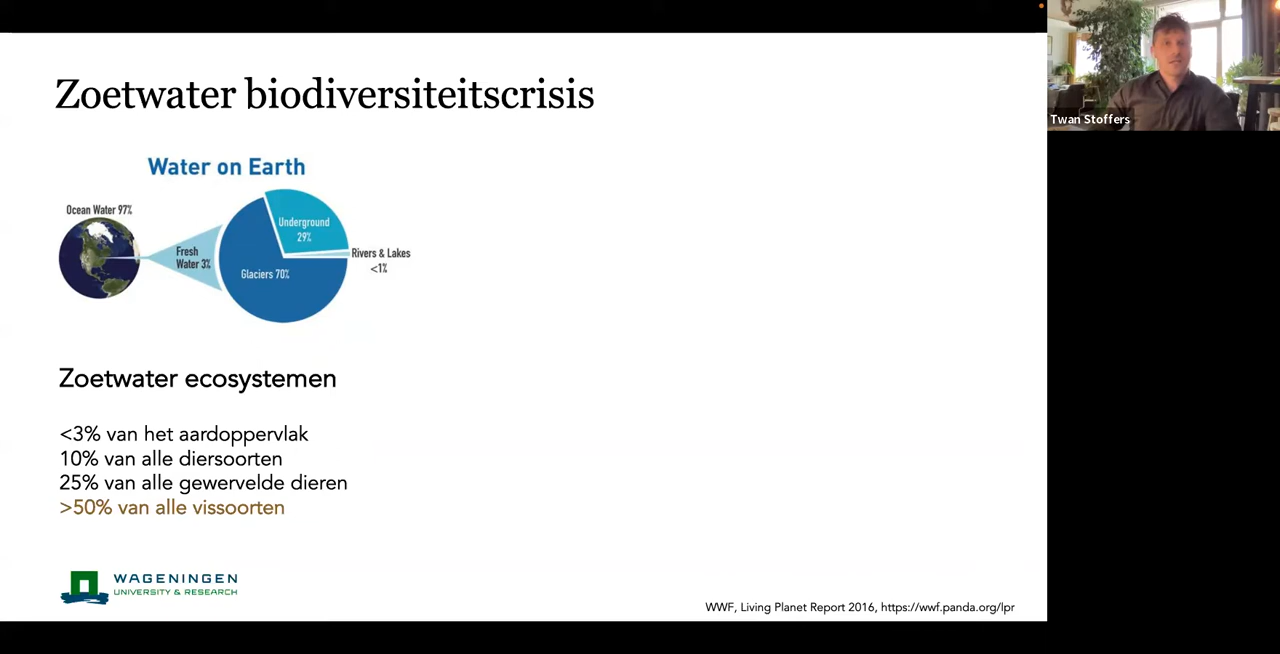 Zoetwater biodiversiteitscrisis
Twan Stoffers
Water on Earth
Ocean Water 97%
Fresh
Water 3%
Underground
29%
Glaciers 70%
Rivers & Lakes
<1%
Zoetwater ecosystemen
<3% van het aardoppervlak
10% van alle diersoorten
25% van alle gewervelde dieren
>50% van alle vissoorten
WAGENINGEN
UNIVERSITY & RESEARCH
WWF, Living Planet Report 2016, https://wwf.panda.org/lpr